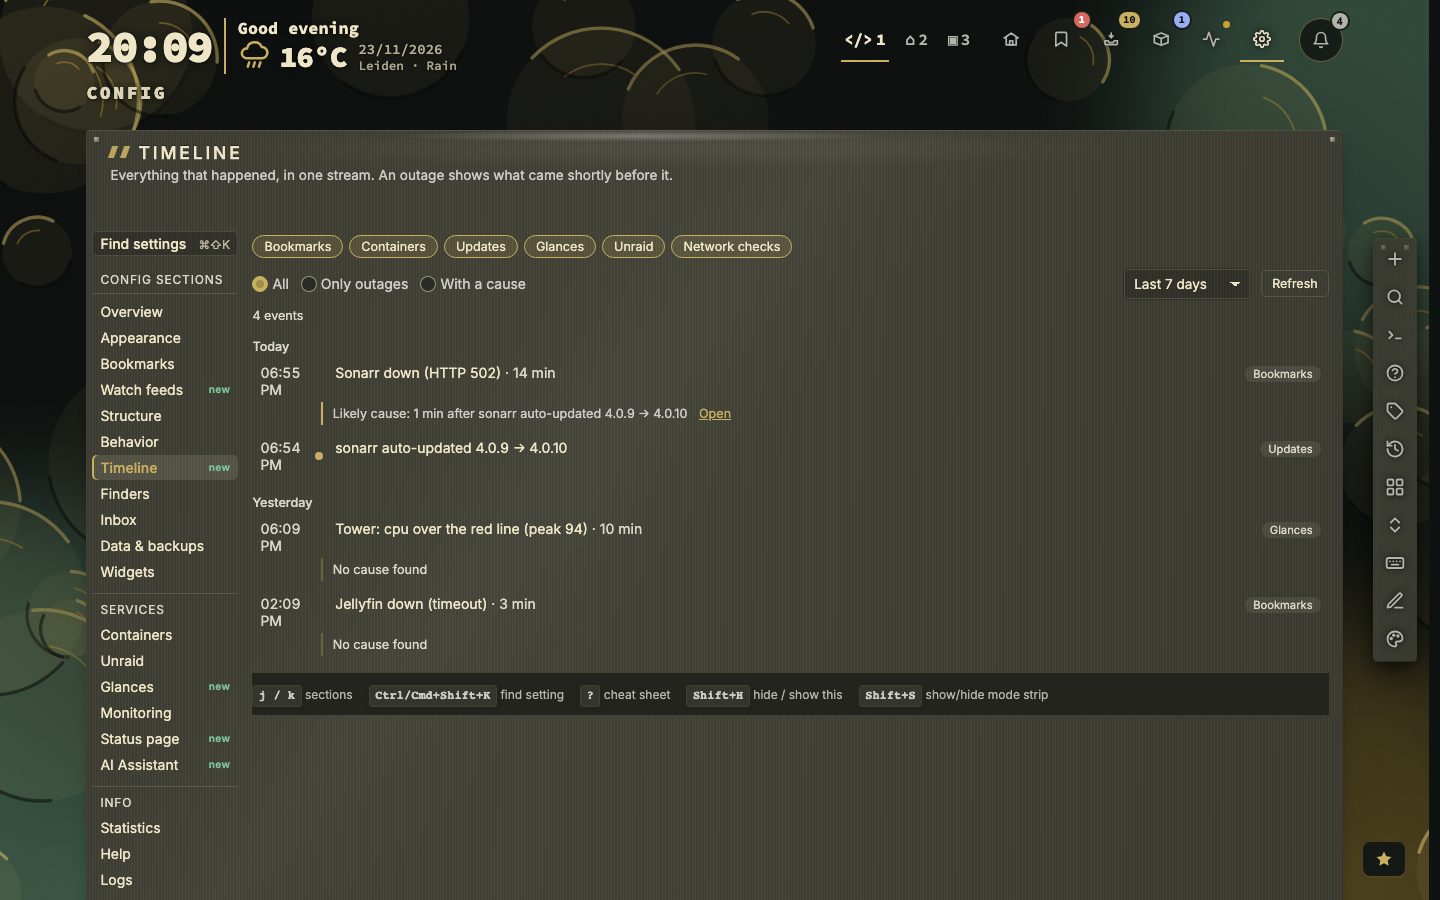 20:09
Good evening
16°C
23/11/2026
Leiden · Rain
</> 1
2
3
1
10
1
4
CONFIG
TIMELINE
Everything that happened, in one stream. An outage shows what came shortly before it.
Find settings ⌘⇧K
CONFIG SECTIONS
Overview
Appearance
Bookmarks
Watch feeds new
Structure
Behavior
Timeline new
Finders
Inbox
Data & backups
Widgets
SERVICES
Containers
Unraid
Glances new
Monitoring
Status page new
AI Assistant new
INFO
Statistics
Help
Logs
Bookmarks Containers Updates Glances Unraid Network checks
All Only outages With a cause
Last 7 days Refresh
4 events
Today
06:55 PM Sonarr down (HTTP 502) · 14 min Bookmarks
Likely cause: 1 min after sonarr auto-updated 4.0.9 → 4.0.10 Open
06:54 PM sonarr auto-updated 4.0.9 → 4.0.10 Updates
Yesterday
06:09 PM Tower: cpu over the red line (peak 94) · 10 min Glances
No cause found
02:09 PM Jellyfin down (timeout) · 3 min Bookmarks
No cause found
j / k sections Ctrl/Cmd+Shift+K find setting ? cheat sheet Shift+H hide / show this Shift+S show/hide mode strip